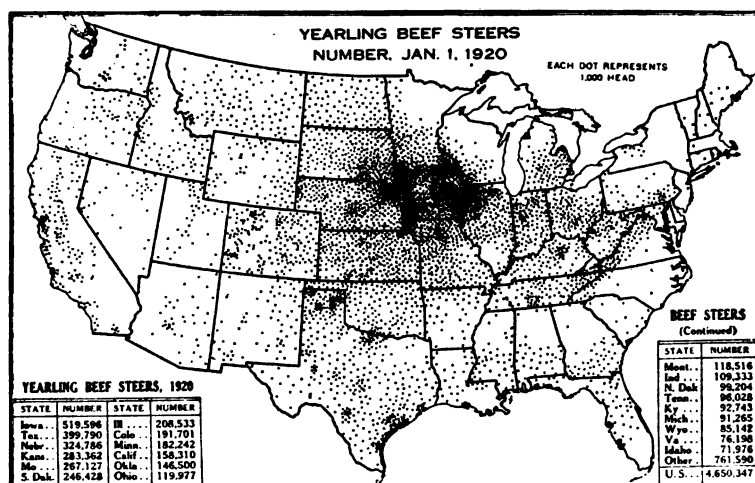 YEARLING BEEF STEERS
NUMBER, JAN. 1, 1920
EACH DOT REPRESENTS
1,000 HEAD
YEARLING BEEF STEERS, 1920
STATE NUMBER STATE NUMBER
Iowa.. 519,596 Ill.... 208,533
Tex... 399,790 Colo.. 191,701
Nebr.. 324,786 Minn.. 182,242
Kans.. 283,362 Calif.. 158,310
Mo... 267,127 Okla.. 146,500
S. Dak. 246,428 Ohio.. 119,977
BEEF STEERS
(Continued)
STATE NUMBER
Mont.. 118,516
Ind... 109,333
N. Dak. 99,204
Tenn.. 96,028
Ky... 92,743
Mich.. 91,265
Wyo.. 85,142
Va... 76,198
Idaho.. 71,976
Other.. 761,590
U. S... 4,650,347